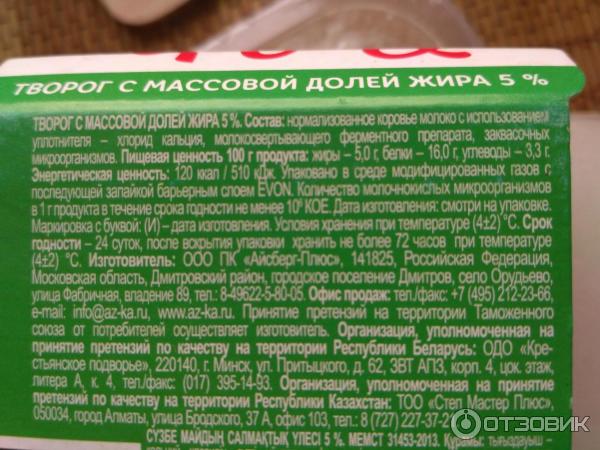 ТВОРОГ С МАССОВОЙ ДОЛЕЙ ЖИРА 5 %
ТВОРОГ С МАССОВОЙ ДОЛЕЙ ЖИРА 5 %. Состав: нормализованное коровье молоко с использованием
уплотнителя – хлорид кальция, молокосвертывающего ферментного препарата, заквасочных
микроорганизмов. Пищевая ценность 100 г продукта: жиры – 5,0 г, белки – 16,0 г, углеводы – 3,3 г.
Энергетическая ценность: 120 ккал / 510 кДж. Упаковано в среде модифицированных газов с
последующей запайкой барьерным слоем EVON. Количество молочнокислых микроорганизмов
в 1 г продукта в течение срока годности не менее 10⁶ КОЕ. Дата изготовления: смотри на упаковке.
Маркировка с буквой: (И) – дата изготовления. Условия хранения при температуре (4±2) °С. Срок
годности – 24 суток, после вскрытия упаковки хранить не более 72 часов при температуре
(4±2) °С. Изготовитель: ООО ПК "Айсберг-Плюс", 141825, Российская Федерация,
Московская область, Дмитровский район, городское поселение Дмитров, село Орудьево,
улица Фабричная, владение 89, тел.: 8-49622-5-80-05. Офис продаж: тел./факс: +7 (495) 212-23-66,
e-mail: info@az-ka.ru, www.az-ka.ru. Принятие претензий на территории Таможенного
союза от потребителей осуществляет изготовитель. Организация, уполномоченная на
принятие претензий по качеству на территории Республики Беларусь: ОДО «Кре-
стьянское подворье», 220140, г. Минск, ул. Притыцкого, д. 62, ЗВТ АПЗ, корп. 4, цок. этаж,
литера А, к. 4, тел./факс: (017) 395-14-93. Организация, уполномоченная на принятие
претензий по качеству на территории Республики Казахстан: ТОО «Степ Мастер Плюс»,
050034, город Алматы, улица Бродского, 37 А, офис 103, тел.: 8 (727) 227-37-2
СҮЗБЕ МАЙДЫҢ САЛМАҚТЫҚ ҮЛЕСІ 5 %. МЕМСТ 31453-2013. Құрамы: тығыздауыш –
ОТЗОВИК